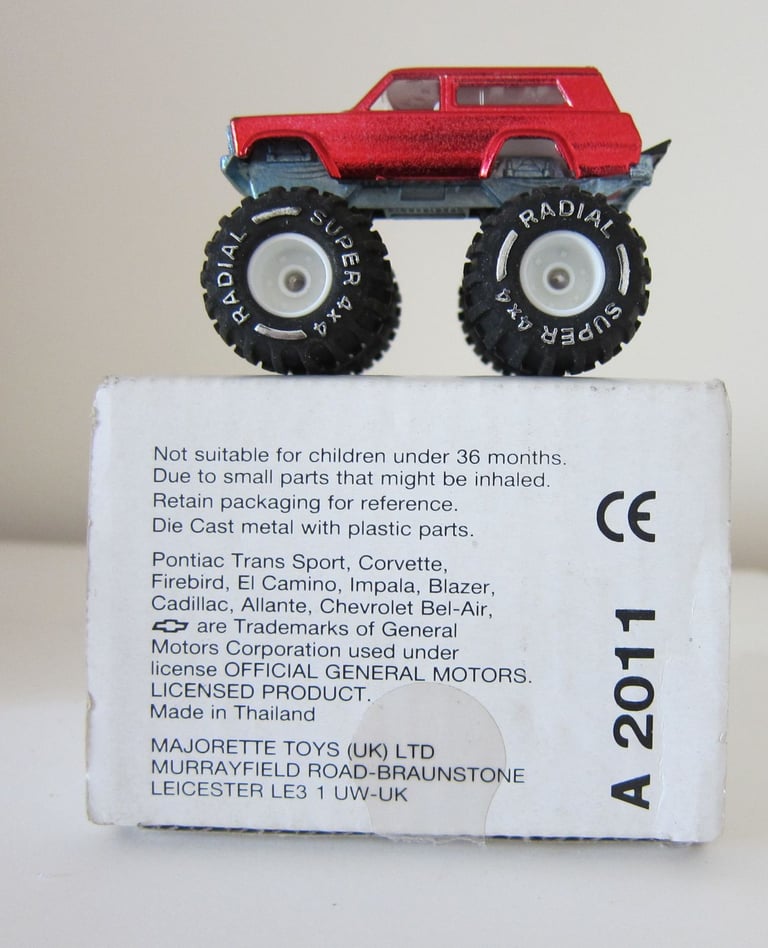 RADIAL SUPER 4x4
RADIAL SUPER 4x4
Not suitable for children under 36 months.
Due to small parts that might be inhaled.
Retain packaging for reference.
Die Cast metal with plastic parts.
Pontiac Trans Sport, Corvette,
Firebird, El Camino, Impala, Blazer,
Cadillac, Allante, Chevrolet Bel-Air,
are Trademarks of General
Motors Corporation used under
license OFFICIAL GENERAL MOTORS.
LICENSED PRODUCT.
Made in Thailand
MAJORETTE TOYS (UK) LTD
MURRAYFIELD ROAD-BRAUNSTONE
LEICESTER LE3 1 UW-UK
CE
A 2011